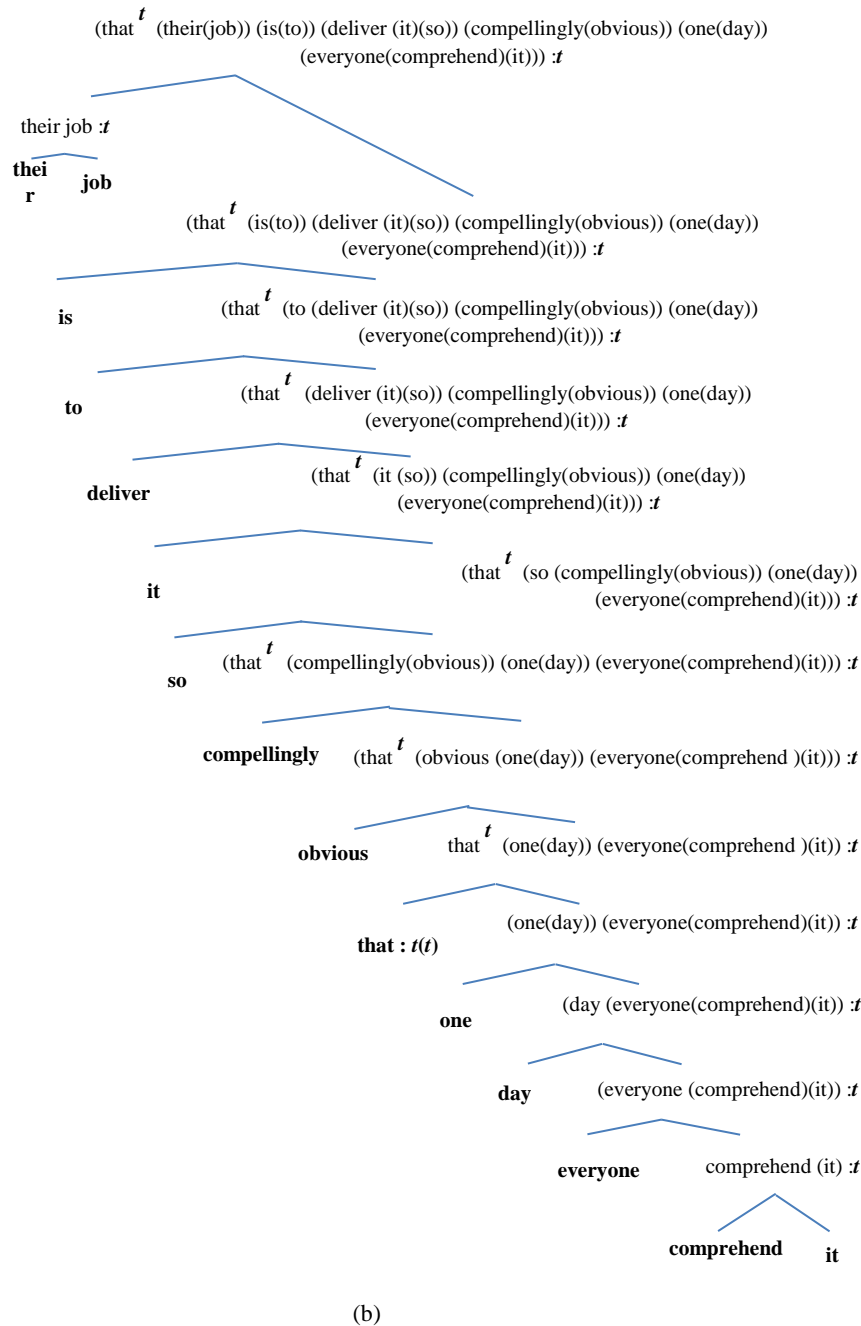 (that t (their(job)) (is(to)) (deliver (it)(so)) (compellingly(obvious)) (one(day))
(everyone(comprehend)(it))) :t
their job :t
thei
r
job
(that t (is(to)) (deliver (it)(so)) (compellingly(obvious)) (one(day))
(everyone(comprehend)(it))) :t
is
(that t (to (deliver (it)(so)) (compellingly(obvious)) (one(day))
(everyone(comprehend)(it))) :t
to
(that t (deliver (it)(so)) (compellingly(obvious)) (one(day))
(everyone(comprehend)(it))) :t
deliver
(that t (it (so)) (compellingly(obvious)) (one(day))
(everyone(comprehend)(it))) :t
it
(that t (so (compellingly(obvious)) (one(day))
(everyone(comprehend)(it))) :t
so
(that t (compellingly(obvious)) (one(day)) (everyone(comprehend)(it))) :t
compellingly
(that t (obvious (one(day)) (everyone(comprehend )(it))) :t
obvious
that t (one(day)) (everyone(comprehend )(it)) :t
that : t(t)
(one(day)) (everyone(comprehend)(it)) :t
one
(day (everyone(comprehend)(it)) :t
day
(everyone (comprehend)(it)) :t
everyone
comprehend (it) :t
comprehend
it
(b)